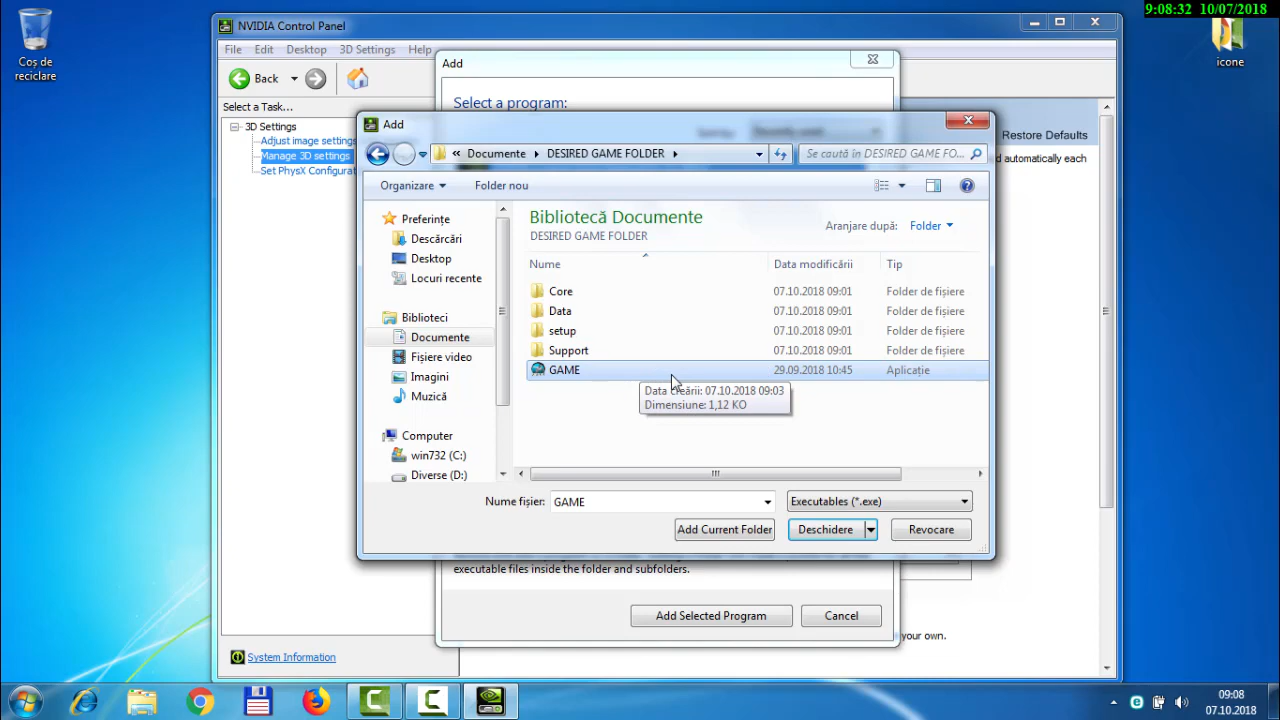 9:08:32 10/07/2018
Coș de reciclare
icone
NVIDIA Control Panel
File Edit Desktop 3D Settings Help
Back
Select a Task...
3D Settings
Adjust image settings
Manage 3D settings
Set PhysX Configurat
Restore Defaults
d automatically each
Add
Select a program:
Add
« Documente DESIRED GAME FOLDER
Se caută în DESIRED GAME FO...
Organizare Folder nou
Preferințe
Descărcări
Desktop
Locuri recente
Biblioteci
Documente
Fișiere video
Imagini
Muzică
Computer
win732 (C:)
Diverse (D:)
Bibliotecă Documente
DESIRED GAME FOLDER
Aranjare după: Folder
Nume Data modificării Tip
Core 07.10.2018 09:01 Folder de fișiere
Data 07.10.2018 09:01 Folder de fișiere
setup 07.10.2018 09:01 Folder de fișiere
Support 07.10.2018 09:01 Folder de fișiere
GAME 29.09.2018 10:45 Aplicație
Data creării: 07.10.2018 09:03
Dimensiune: 1,12 KO
Nume fișier: GAME Executables (*.exe)
Add Current Folder Deschidere Revocare
executable files inside the folder and subfolders.
Add Selected Program Cancel
your own.
System Information
09:08
07.10.2018